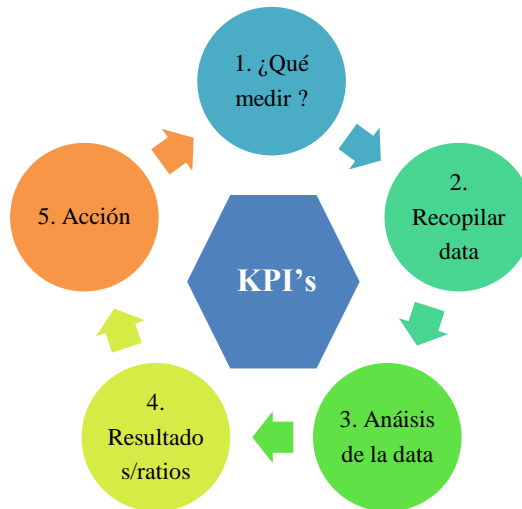 1. ¿Qué
medir ?
2.
Recopilar
data
3. Anáisis
de la data
4.
Resultado
s/ratios
5. Acción
KPI’s